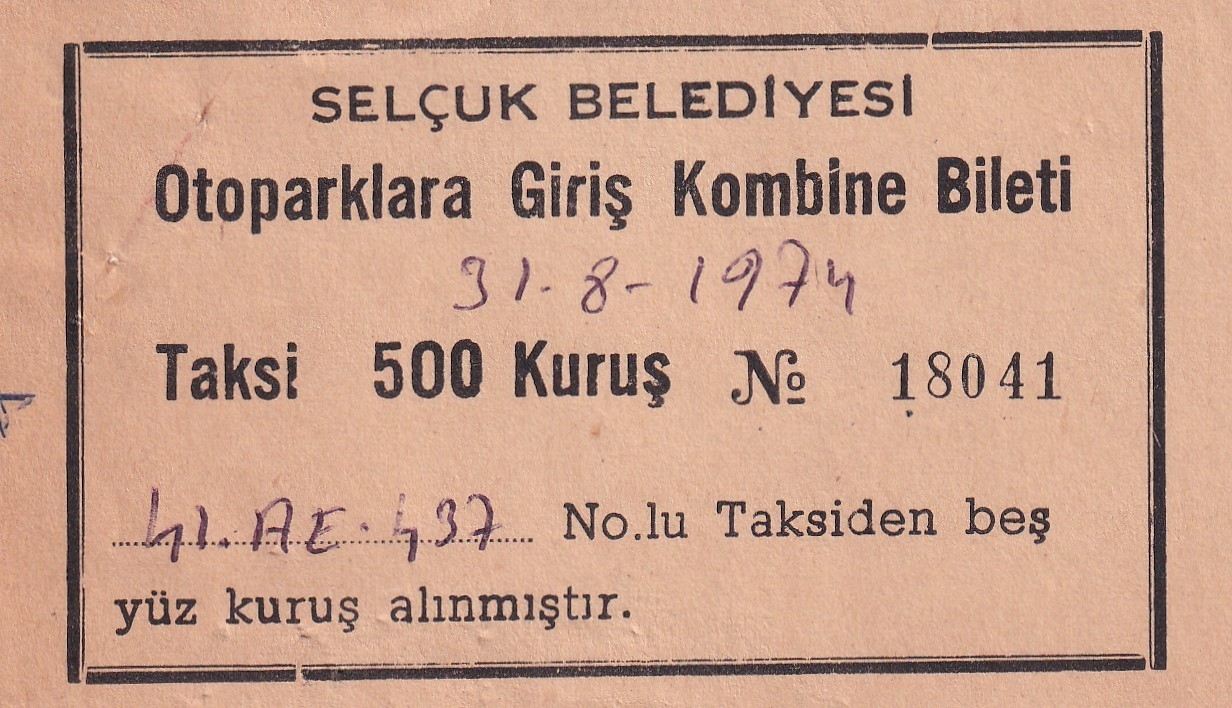 SELÇUK BELEDİYESİ
Otoparklara Giriş Kombine Bileti
31-8-1974
Taksi 500 Kuruş № 18041
41.AE.437 No.lu Taksiden beş
yüz kuruş alınmıştır.